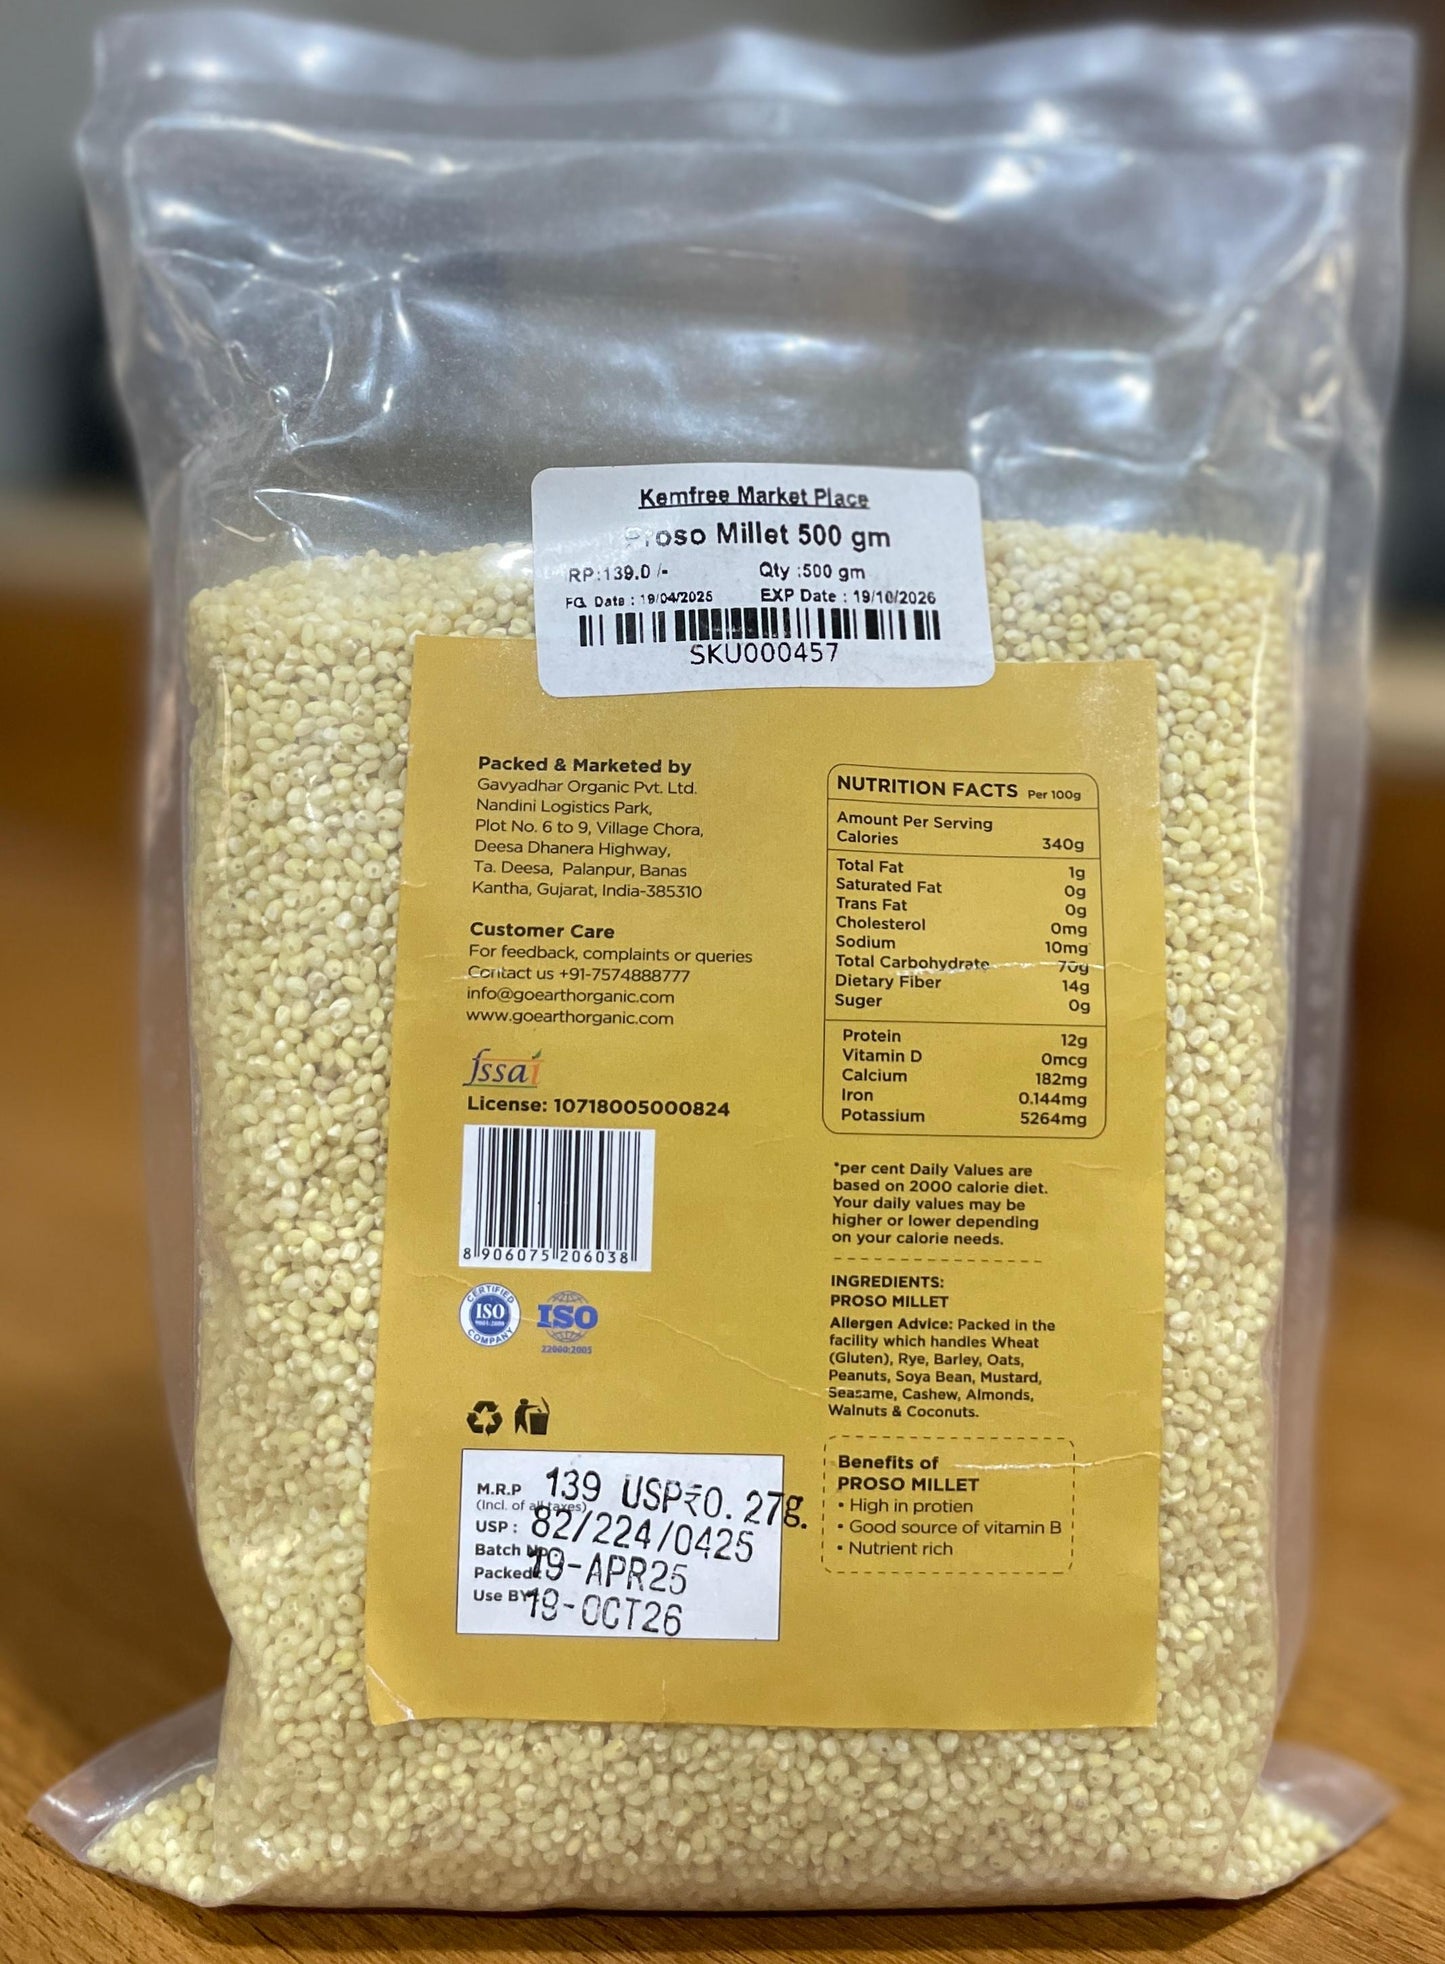 Kemfree Market Place
Proso Millet 500 gm
RP:139.0 /- Qty :500 gm
Date : 19/04/2025 EXP Date : 19/10/2026
SKU000457
Packed & Marketed by
Gavyadhar Organic Pvt. Ltd.
Nandini Logistics Park,
Plot No. 6 to 9, Village Chora,
Deesa Dhanera Highway,
Ta. Deesa, Palanpur, Banas
Kantha, Gujarat, India-385310
Customer Care
For feedback, complaints or queries
Contact us +91-7574888777
info@goearthorganic.com
www.goearthorganic.com
fssai
License: 10718005000824
8 906075 206038
CERTIFIED
ISO
9001:2008
COMPANY
ISO
22000:2005
M.R.P 139 USP₹0.27g.
(Incl. of all taxes)
USP : 82/224/0425
Batch No.
Packed: 19-APR25
Use BY 19-OCT26
NUTRITION FACTS Per 100g
Amount Per Serving
Calories 340g
Total Fat 1g
Saturated Fat 0g
Trans Fat 0g
Cholesterol 0mg
Sodium 10mg
Total Carbohydrate 70g
Dietary Fiber 14g
Suger 0g
Protein 12g
Vitamin D 0mcg
Calcium 182mg
Iron 0.144mg
Potassium 5264mg
*per cent Daily Values are
based on 2000 calorie diet.
Your daily values may be
higher or lower depending
on your calorie needs.
INGREDIENTS:
PROSO MILLET
Allergen Advice: Packed in the
facility which handles Wheat
(Gluten), Rye, Barley, Oats,
Peanuts, Soya Bean, Mustard,
Seasame, Cashew, Almonds,
Walnuts & Coconuts.
Benefits of
PROSO MILLET
• High in protien
• Good source of vitamin B
• Nutrient rich